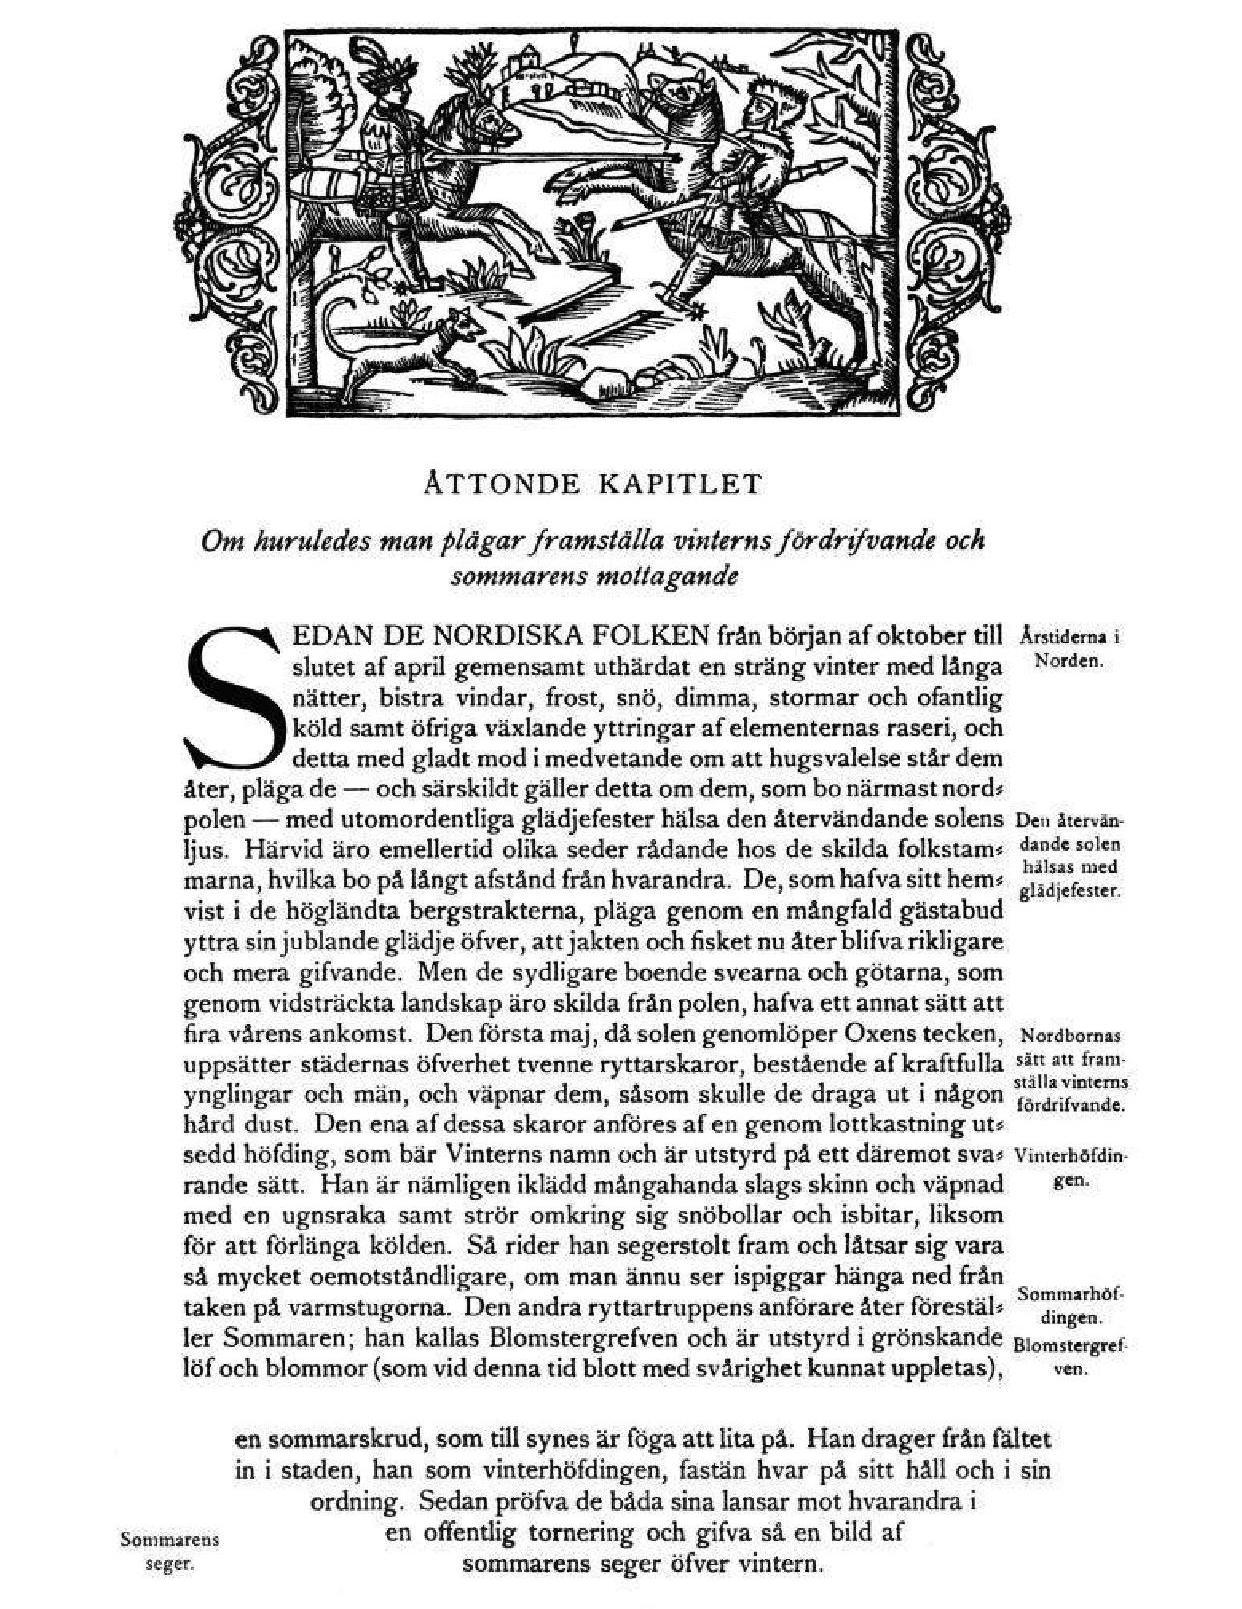 ÅTTONDE KAPITLET
Om huruledes man plägar framställa vinterns fördrifvande och
sommarens mottagande
SEDAN DE NORDISKA FOLKEN från början af oktober till
slutet af april gemensamt uthärdat en sträng vinter med långa
nätter, bistra vindar, frost, snö, dimma, stormar och ofantlig
köld samt öfriga växlande yttringar af elementernas raseri, och
detta med gladt mod i medvetande om att hugsvalelse står dem
åter, pläga de — och särskildt gäller detta om dem, som bo närmast nord-
polen — med utomordentliga glädjefester hälsa den återvändande solens
ljus. Härvid äro emellertid olika seder rådande hos de skilda folkstam-
marna, hvilka bo på långt afstånd från hvarandra. De, som hafva sitt hem-
vist i de högländta bergstrakterna, pläga genom en mångfald gästabud
yttra sin jublande glädje öfver, att jakten och fisket nu åter blifva rikligare
och mera gifvande. Men de sydligare boende svearna och götarna, som
genom vidsträckta landskap äro skilda från polen, hafva ett annat sätt att
fira vårens ankomst. Den första maj, då solen genomlöper Oxens tecken,
uppsätter städernas öfverhet tvenne ryttarskaror, bestående af kraftfulla
ynglingar och män, och väpnar dem, såsom skulle de draga ut i någon
hård dust. Den ena af dessa skaror anföres af en genom lottkastning ut-
sedd höfding, som bär Vinterns namn och är utstyrd på ett däremot sva-
rande sätt. Han är nämligen iklädd mångahanda slags skinn och väpnad
med en ugnsraka samt strör omkring sig snöbollar och isbitar, liksom
för att förlänga kölden. Så rider han segerstolt fram och låtsar sig vara
så mycket oemotståndligare, om man ännu ser ispiggar hänga ned från
taken på varmstugorna. Den andra ryttartruppens anförare åter förestäl-
ler Sommaren; han kallas Blomstergrefven och är utstyrd i grönskande
löf och blommor (som vid denna tid blott med svårighet kunnat uppletas),
Årstiderna i
Norden.
Den återvän-
dande solen
hälsas med
glädjefester.
Nordbornas
sätt att fram-
ställa vinterns
fördrifvande.
Vinterhöfdin-
gen.
Sommarhöf-
dingen.
Blomstergref-
ven.
en sommarskrud, som till synes är föga att lita på. Han drager från fältet
in i staden, han som vinterhöfdingen, fastän hvar på sitt håll och i sin
ordning. Sedan pröfva de båda sina lansar mot hvarandra i
en offentlig tornering och gifva så en bild af
sommarens seger öfver vintern.
Sommarens
seger.